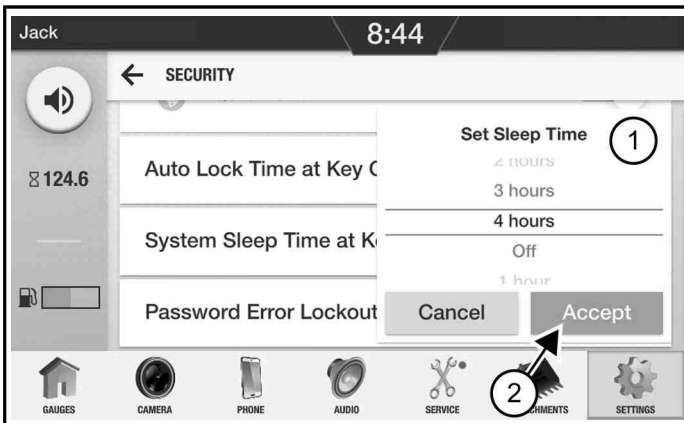 Jack
8:44
SECURITY
124.6
Set Sleep Time
1
2 hours
Auto Lock Time at Key
3 hours
4 hours
System Sleep Time at
Off
1 hour
Password Error Lockout
Cancel
Accept
2
GAUGES
CAMERA
PHONE
AUDIO
SERVICE
SETTINGS